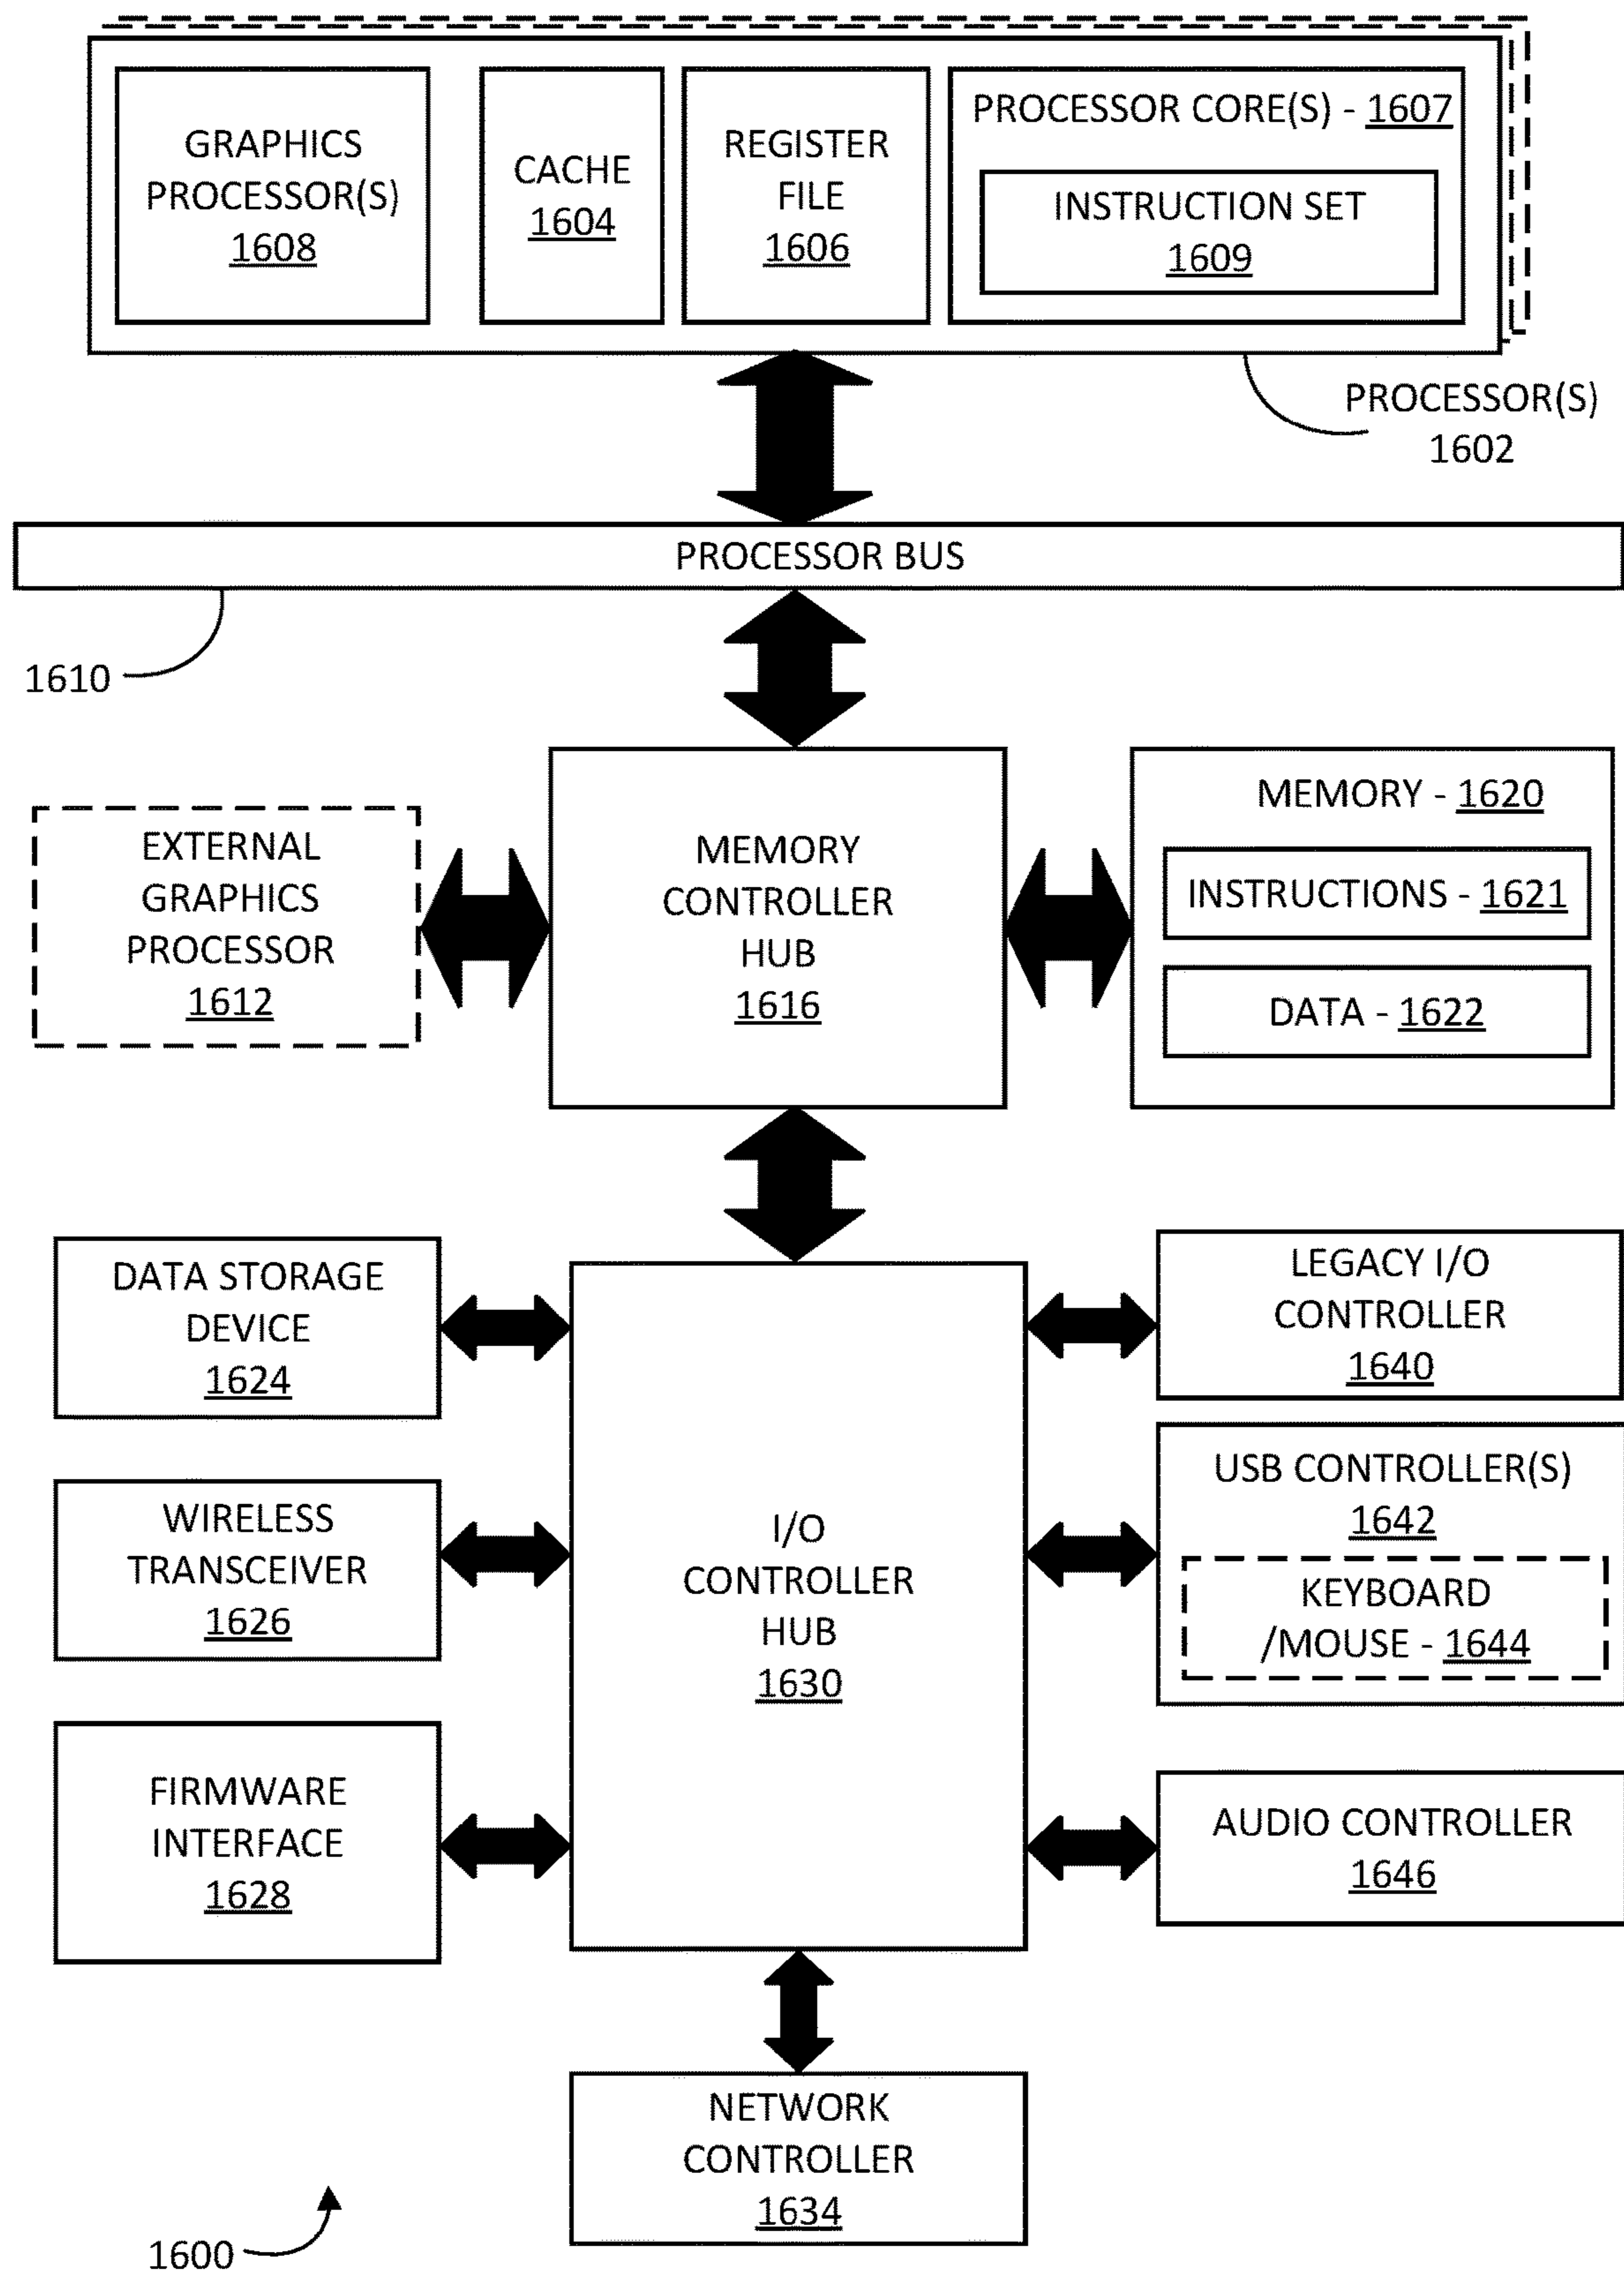 GRAPHICS
PROCESSOR(S)
1608
CACHE
1604
REGISTER
FILE
1606
PROCESSOR CORE(S) - 1607
INSTRUCTION SET
1609
PROCESSOR(S)
1602
PROCESSOR BUS
1610
EXTERNAL
GRAPHICS
PROCESSOR
1612
MEMORY
CONTROLLER
HUB
1616
MEMORY - 1620
INSTRUCTIONS - 1621
DATA - 1622
DATA STORAGE
DEVICE
1624
WIRELESS
TRANSCEIVER
1626
FIRMWARE
INTERFACE
1628
I/O
CONTROLLER
HUB
1630
LEGACY I/O
CONTROLLER
1640
USB CONTROLLER(S)
1642
KEYBOARD
/MOUSE - 1644
AUDIO CONTROLLER
1646
NETWORK
CONTROLLER
1634
1600